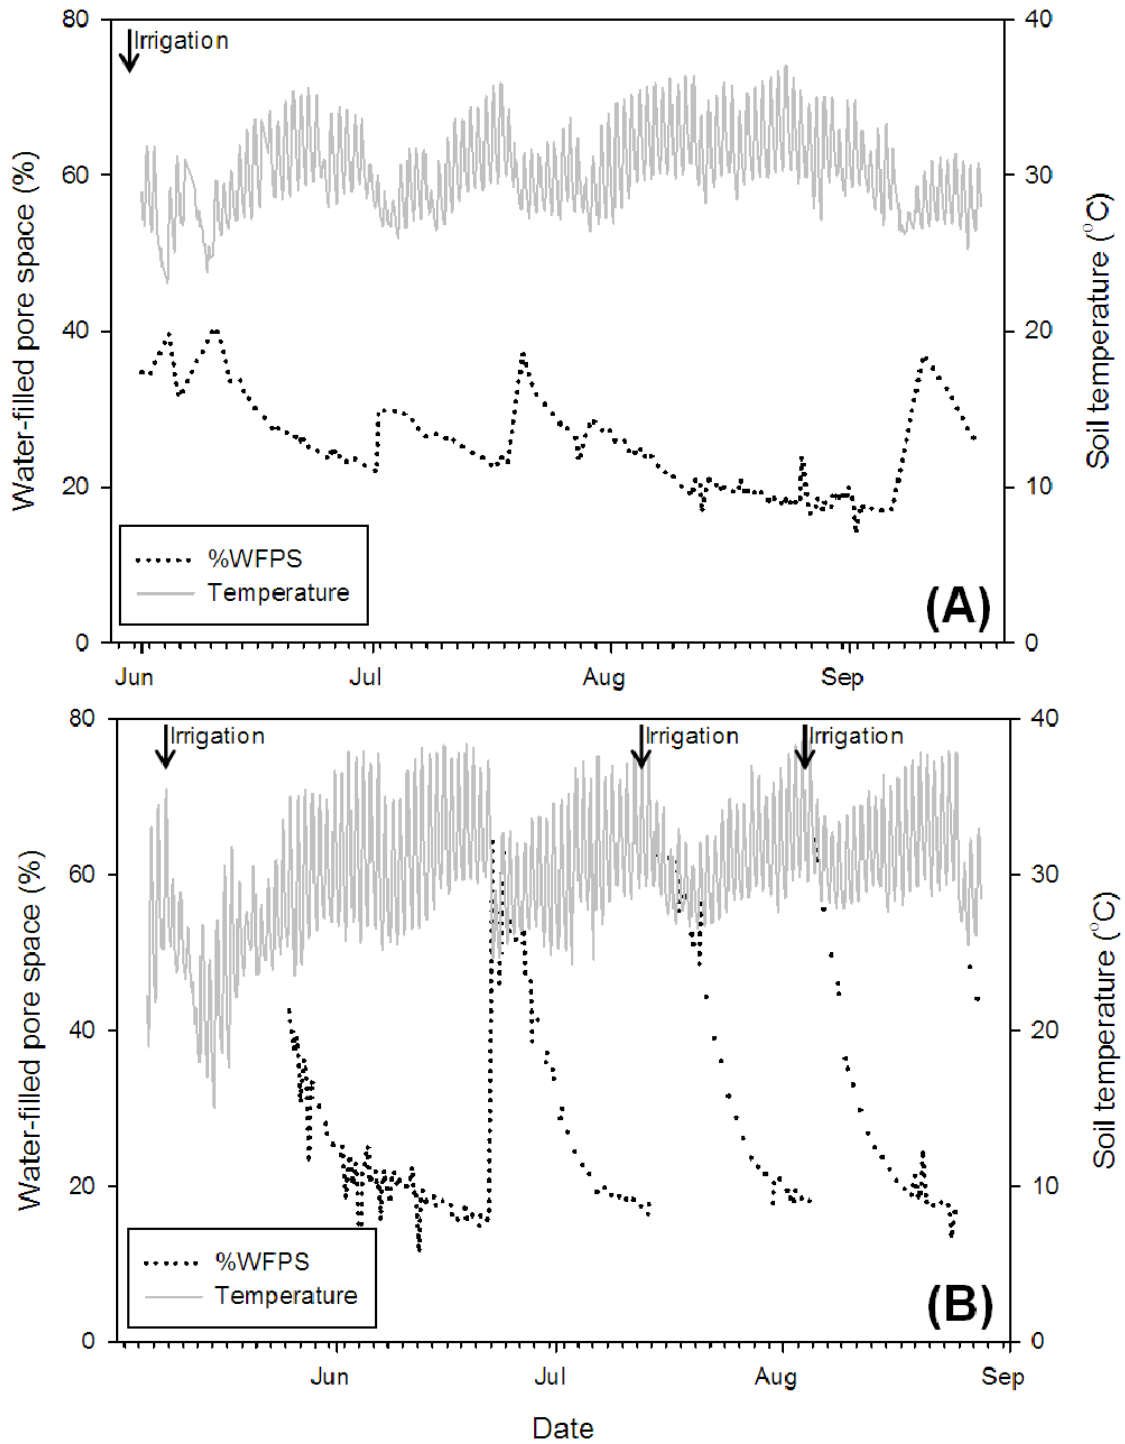 80
40
Irrigation
60
30
40
20
20
10
0
0
Water-filled pore space (%)
Soil temperature (°C)
%WFPS
Temperature
(A)
Jun
Jul
Aug
Sep
80
40
Irrigation
Irrigation
Irrigation
60
30
40
20
20
10
0
0
Water-filled pore space (%)
Soil temperature (°C)
%WFPS
Temperature
(B)
Jun
Jul
Aug
Sep
Date